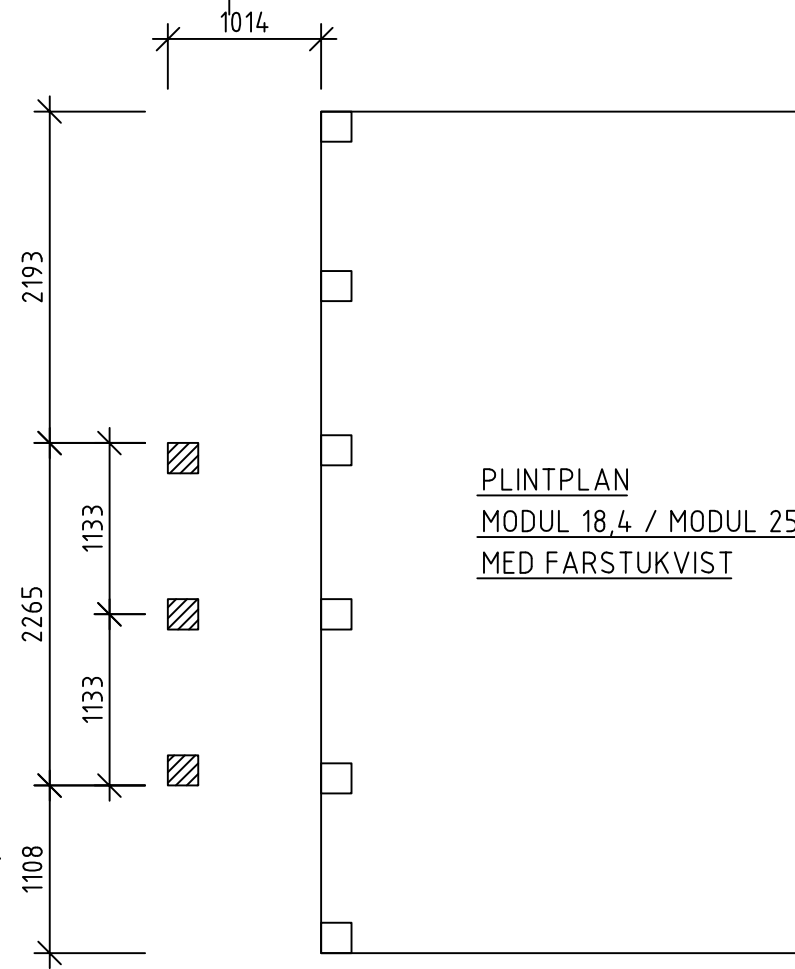 1014
2193
1133
2265
1133
1108
PLINTPLAN
MODUL 18,4 / MODUL 25
MED FARSTUKVIST